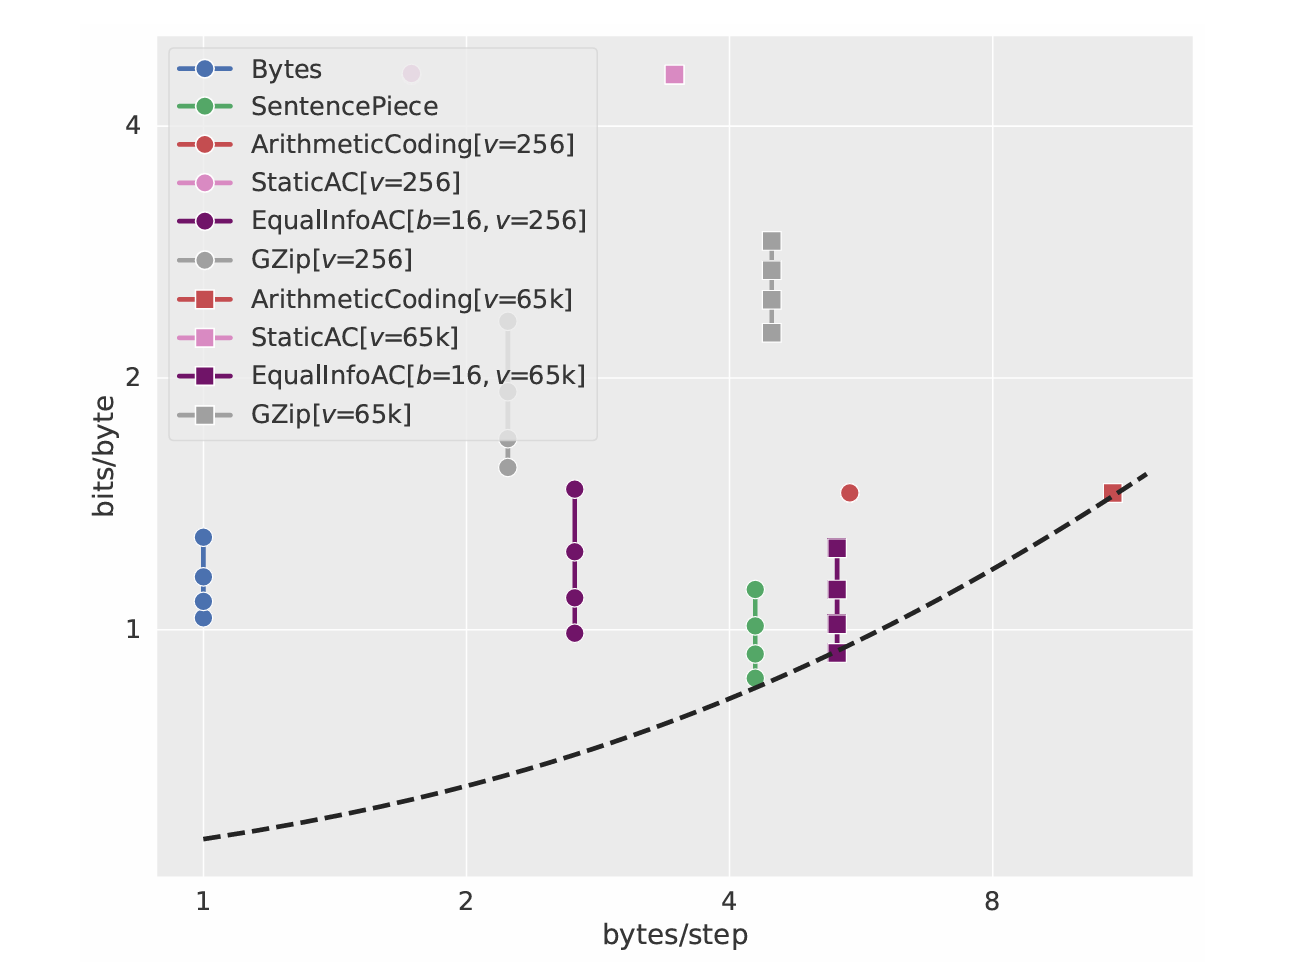 Bytes
SentencePiece
ArithmeticCoding[v=256]
StaticAC[v=256]
EqualInfoAC[b=16, v=256]
GZip[v=256]
ArithmeticCoding[v=65k]
StaticAC[v=65k]
EqualInfoAC[b=16, v=65k]
GZip[v=65k]
4
2
1
bits/byte
1 2 4 8
bytes/step